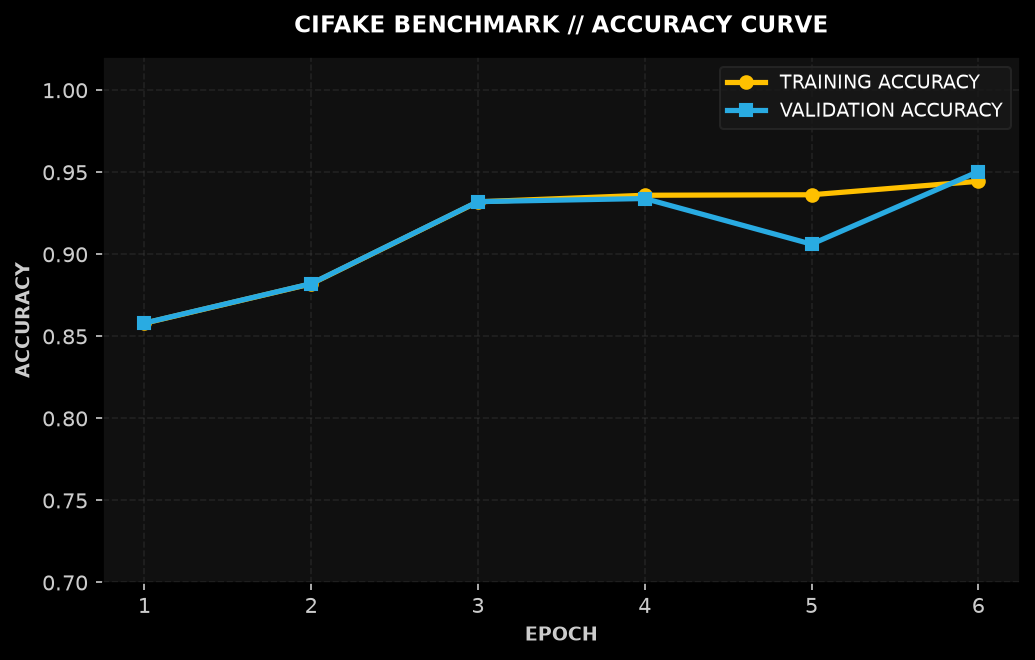 CIFAKE BENCHMARK // ACCURACY CURVE
TRAINING ACCURACY
VALIDATION ACCURACY
1.00
0.95
0.90
0.85
0.80
0.75
0.70
ACCURACY
1 2 3 4 5 6
EPOCH